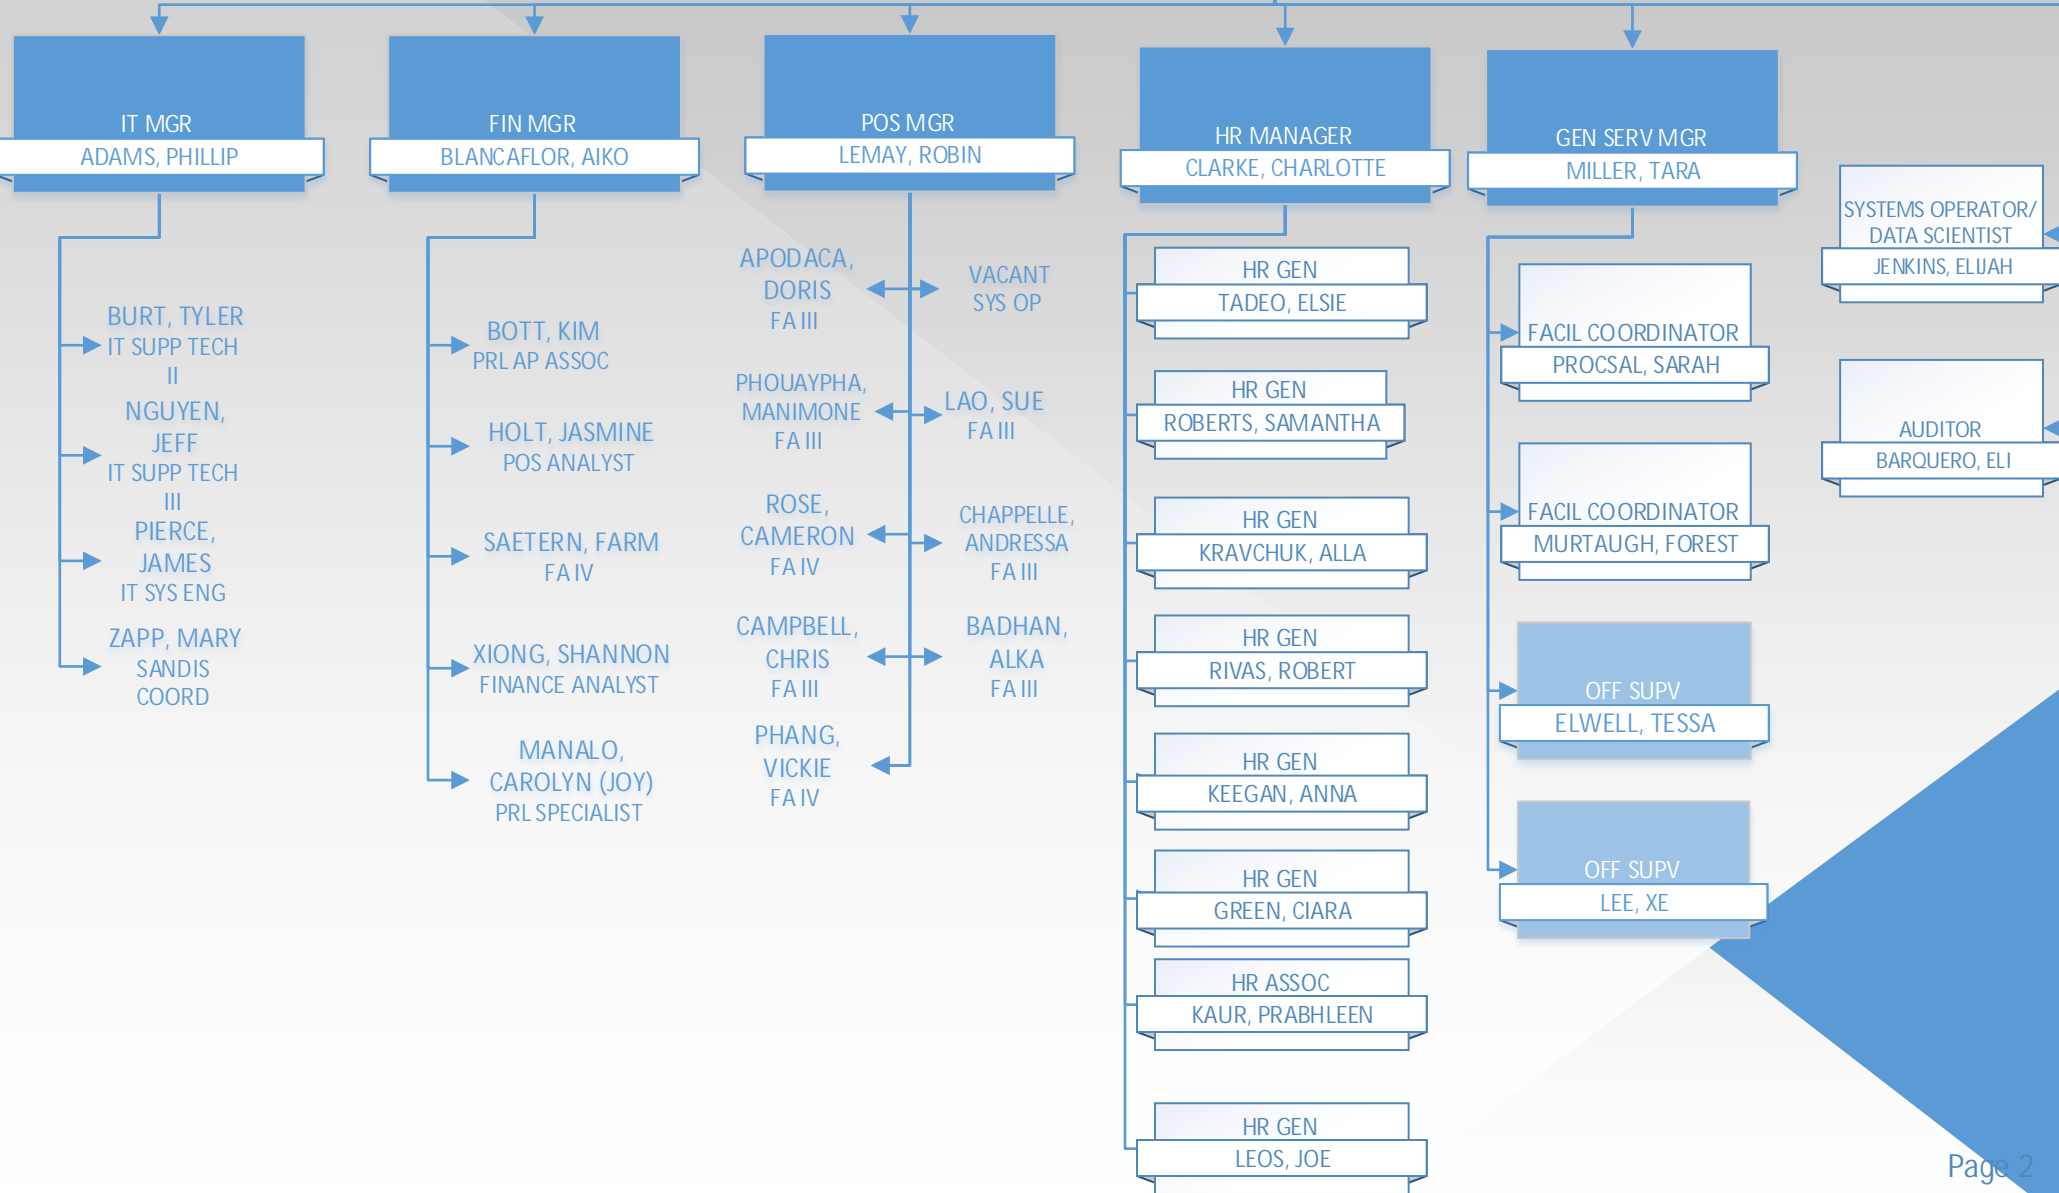 IT MGR
ADAMS, PHILLIP
BURT, TYLER
IT SUPP TECH
II
NGUYEN,
JEFF
IT SUPP TECH
III
PIERCE,
JAMES
IT SYS ENG
ZAPP, MARY
SANDIS
COORD
FIN MGR
BLANCAFLOR, AIKO
BOTT, KIM
PRL AP ASSOC
HOLT, JASMINE
POS ANALYST
SAETERN, FARM
FA IV
XIONG, SHANNON
FINANCE ANALYST
MANALO,
CAROLYN (JOY)
PRL SPECIALIST
POS MGR
LEMAY, ROBIN
APODACA,
DORIS
FA III
VACANT
SYS OP
PHOUAYPHA,
MANIMONE
FA III
LAO, SUE
FA III
ROSE,
CAMERON
FA IV
CHAPPELLE,
ANDRESSA
FA III
CAMPBELL,
CHRIS
FA III
BADHAN,
ALKA
FA III
PHANG,
VICKIE
FA IV
HR MANAGER
CLARKE, CHARLOTTE
HR GEN
TADEO, ELSIE
HR GEN
ROBERTS, SAMANTHA
HR GEN
KRAVCHUK, ALLA
HR GEN
RIVAS, ROBERT
HR GEN
KEEGAN, ANNA
HR GEN
GREEN, CIARA
HR ASSOC
KAUR, PRABHLEEN
HR GEN
LEOS, JOE
GEN SERV MGR
MILLER, TARA
FACIL COORDINATOR
PROCSAL, SARAH
FACIL COORDINATOR
MURTAUGH, FOREST
OFF SUPV
ELWELL, TESSA
OFF SUPV
LEE, XE
SYSTEMS OPERATOR/
DATA SCIENTIST
JENKINS, ELIJAH
AUDITOR
BARQUERO, ELI
Page 2